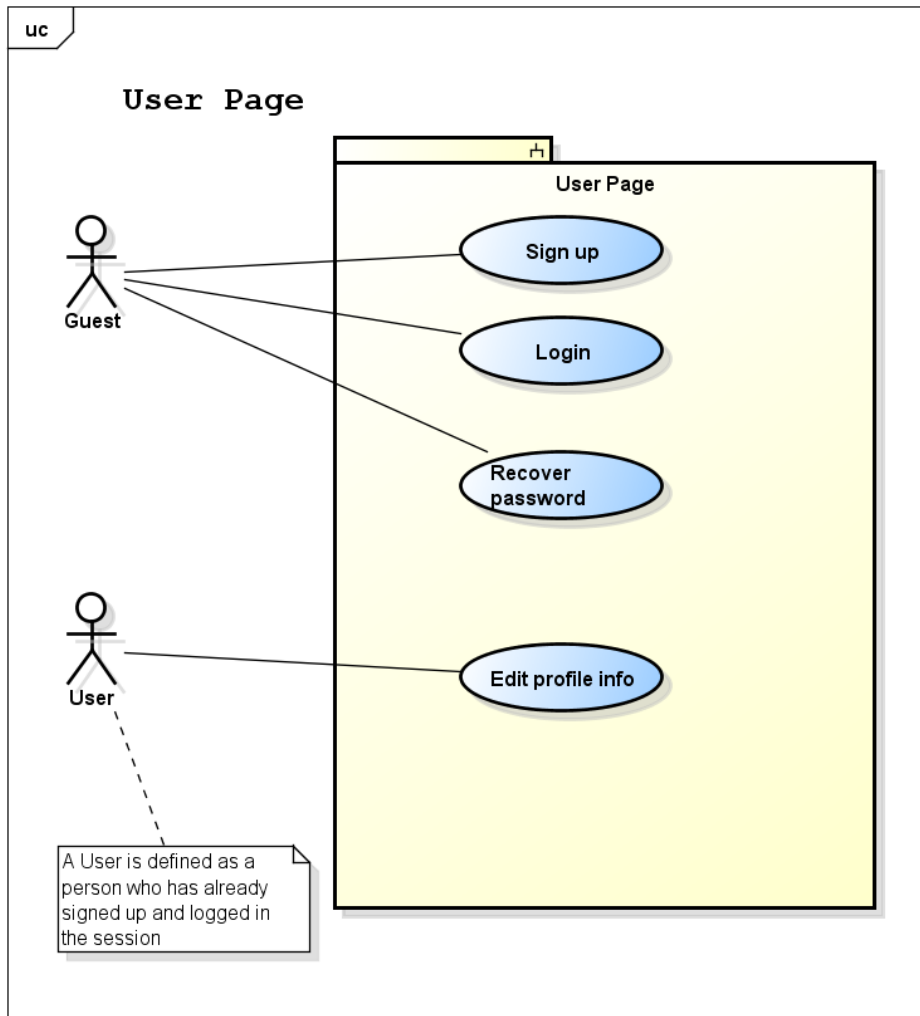 uc
User Page
User Page
Sign up
Guest
Login
Recover
password
User
Edit profile info
A User is defined as a
person who has already
signed up and logged in
the session